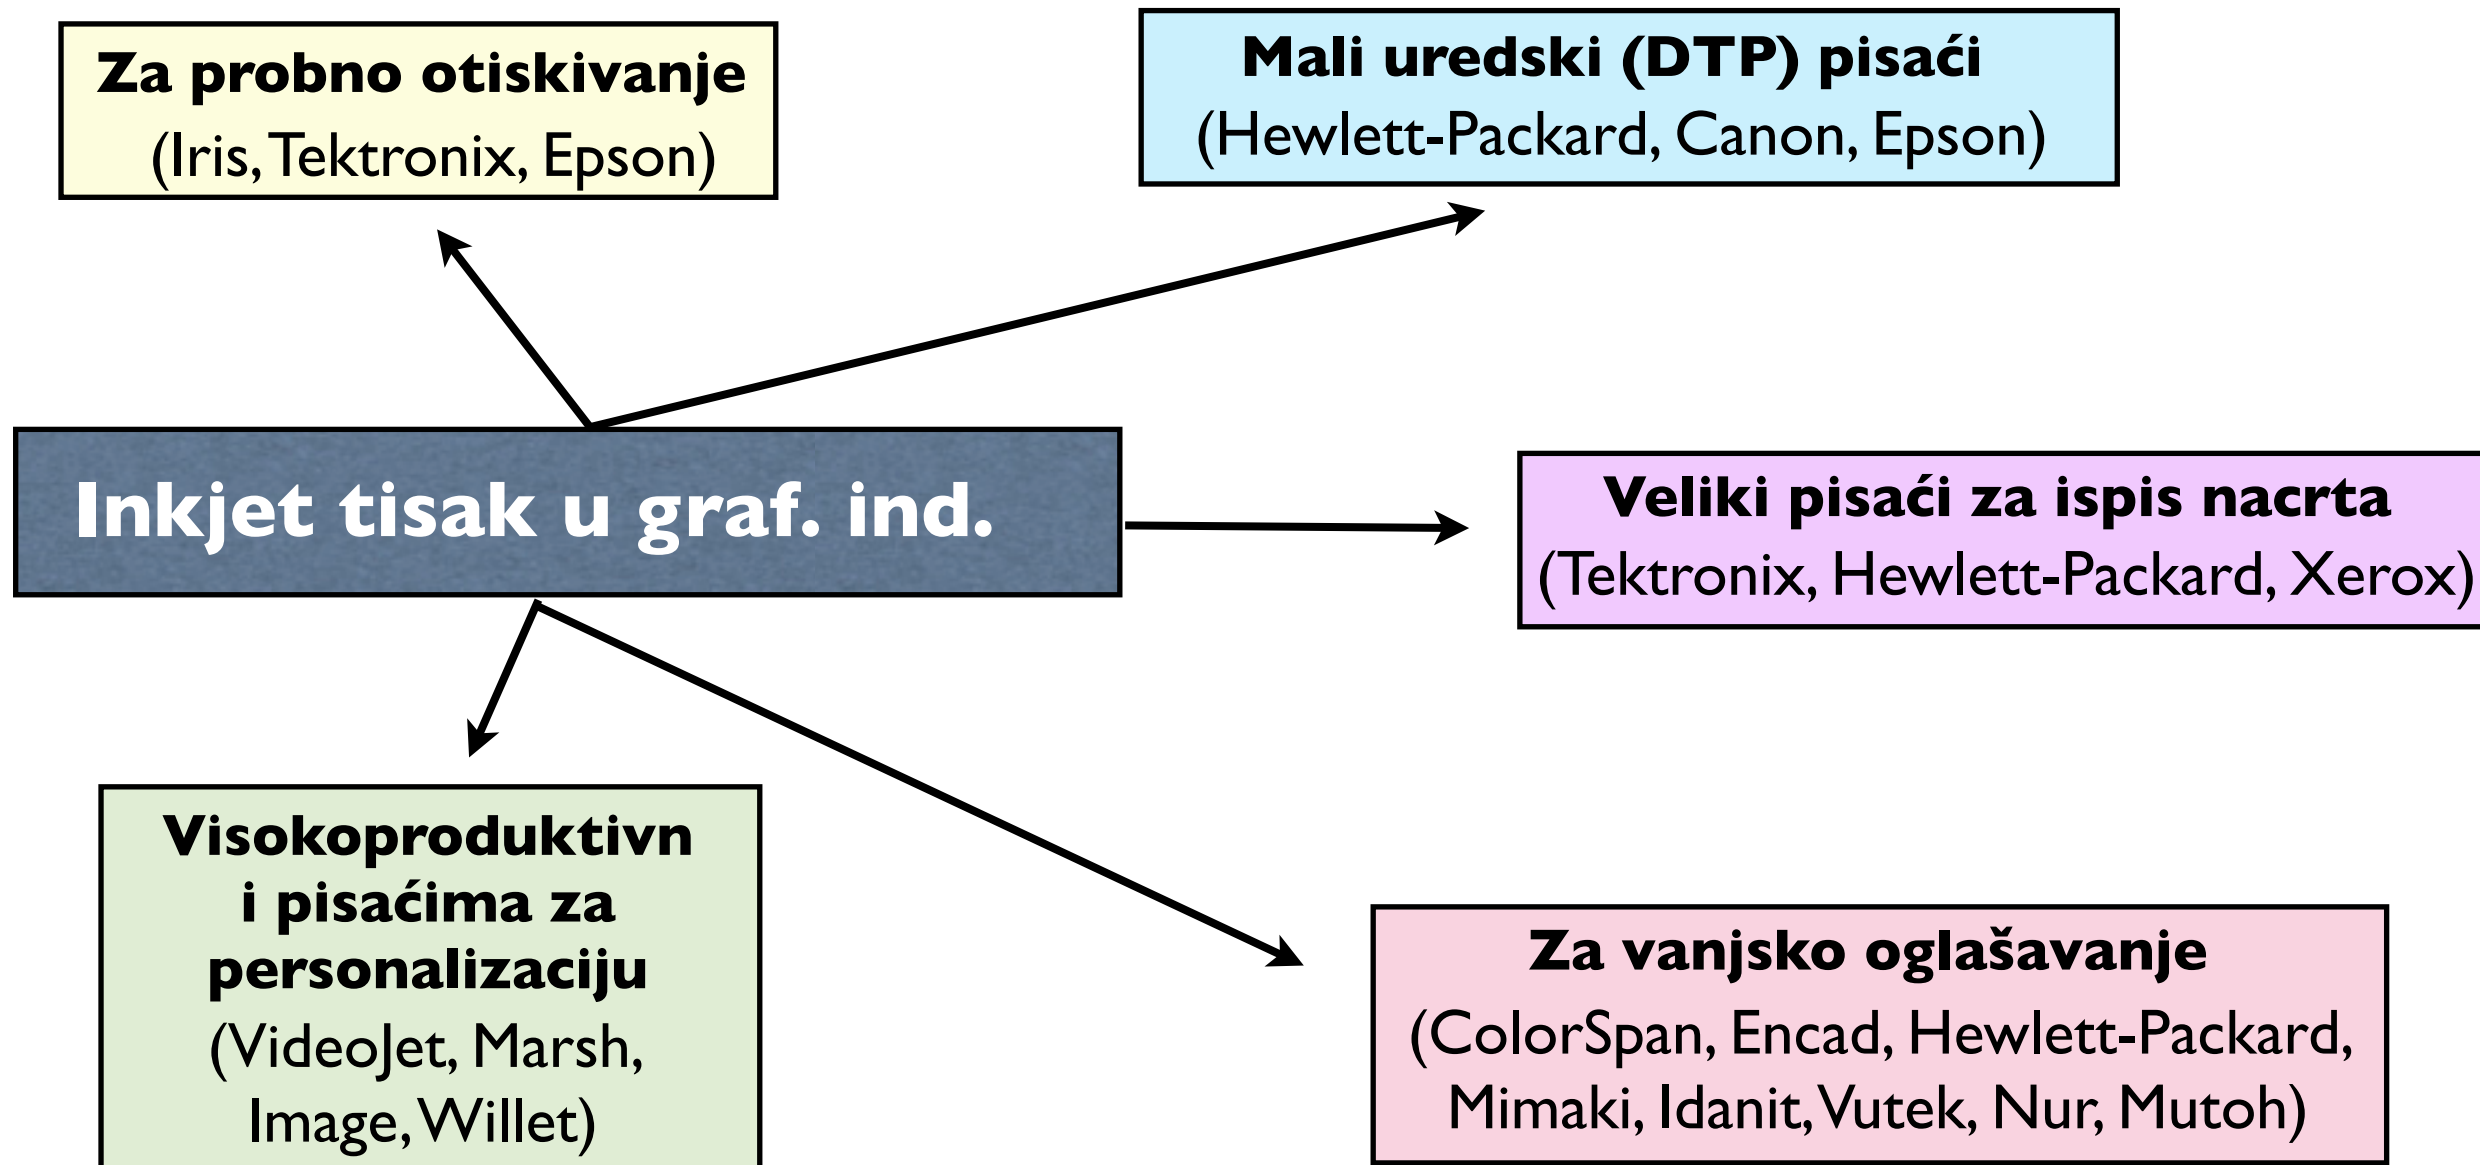 Za probno otiskivanje
(Iris, Tektronix, Epson)
Mali uredski (DTP) pisaći
(Hewlett-Packard, Canon, Epson)
Inkjet tisak u graf. ind.
Veliki pisaći za ispis nacrta
(Tektronix, Hewlett-Packard, Xerox)
Visokoproduktivn
i pisaćima za
personalizaciju
(VideoJet, Marsh,
Image, Willet)
Za vanjsko oglašavanje
(ColorSpan, Encad, Hewlett-Packard,
Mimaki, Idanit, Vutek, Nur, Mutoh)